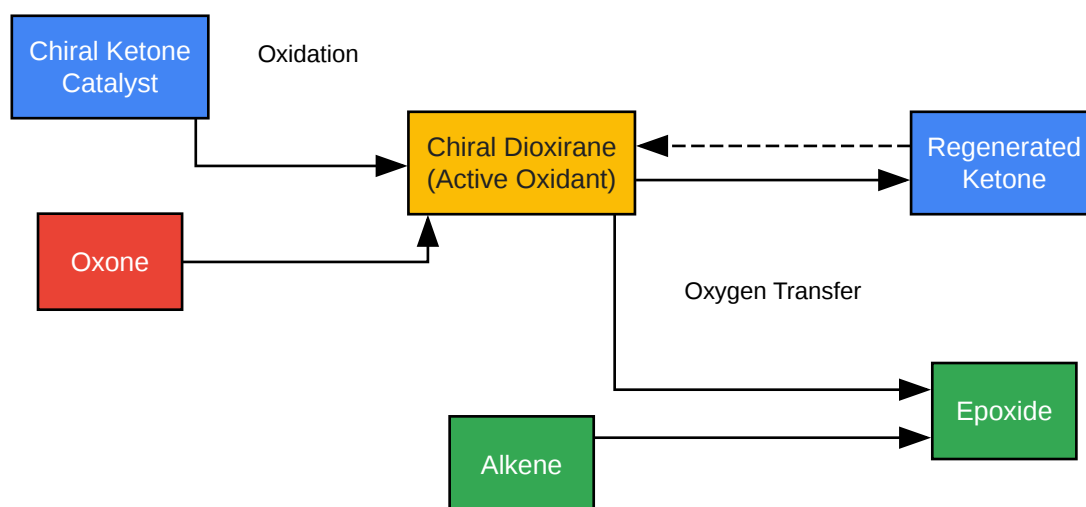 Chiral Ketone
Catalyst
Oxidation
Chiral Dioxirane
(Active Oxidant)
Regenerated
Ketone
Oxone
Oxygen Transfer
Epoxide
Alkene